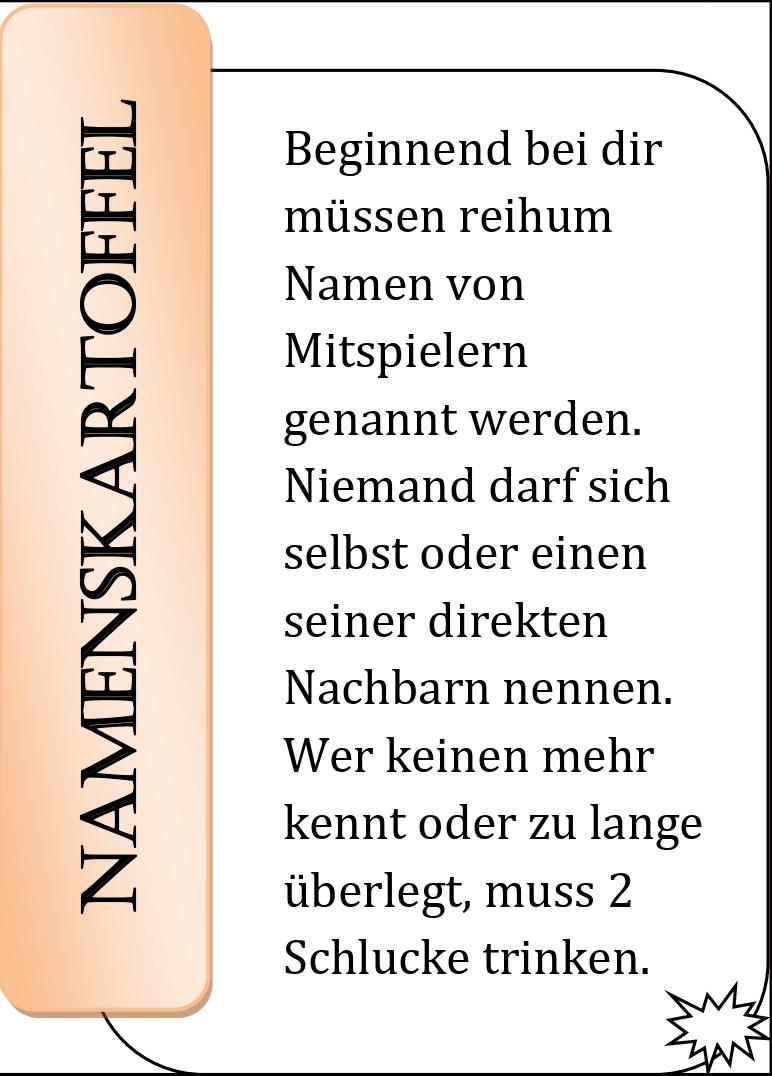 NAMENSKARTOFFEL
Beginnend bei dir
müssen reihum
Namen von
Mitspielern
genannt werden.
Niemand darf sich
selbst oder einen
seiner direkten
Nachbarn nennen.
Wer keinen mehr
kennt oder zu lange
überlegt, muss 2
Schlucke trinken.